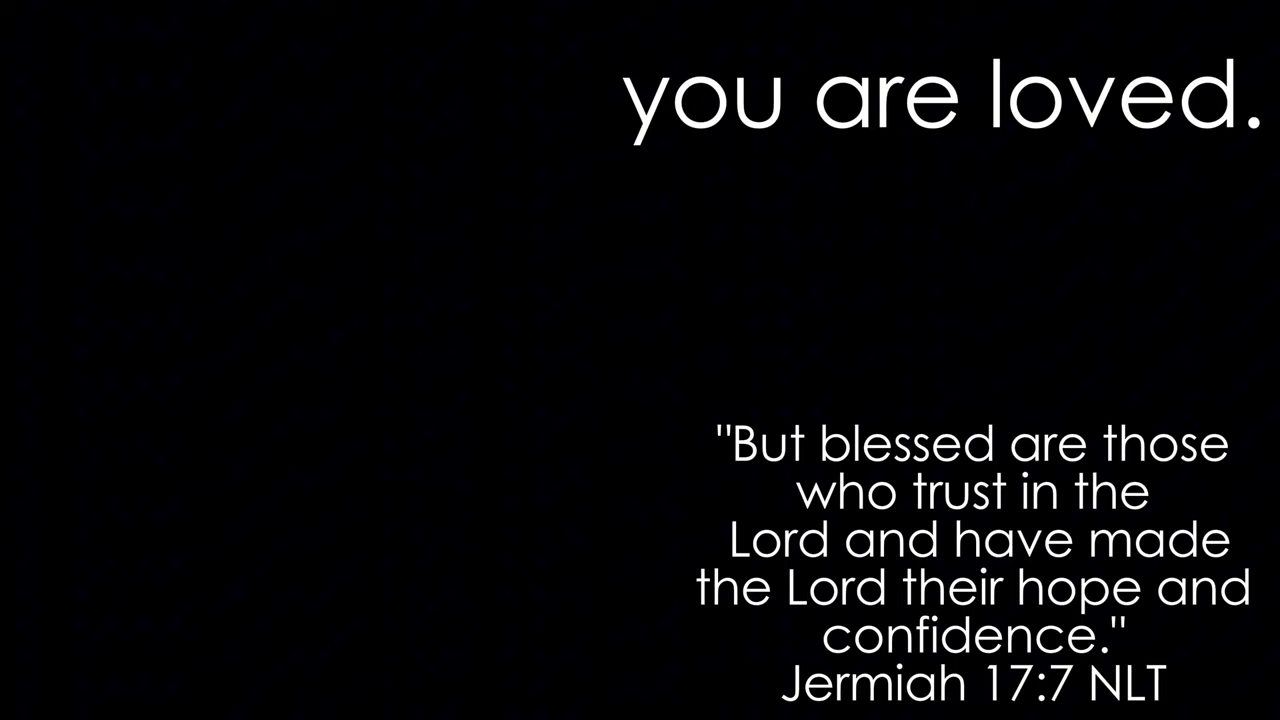 you are loved.
"But blessed are those
who trust in the
Lord and have made
the Lord their hope and
confidence."
Jermiah 17:7 NLT